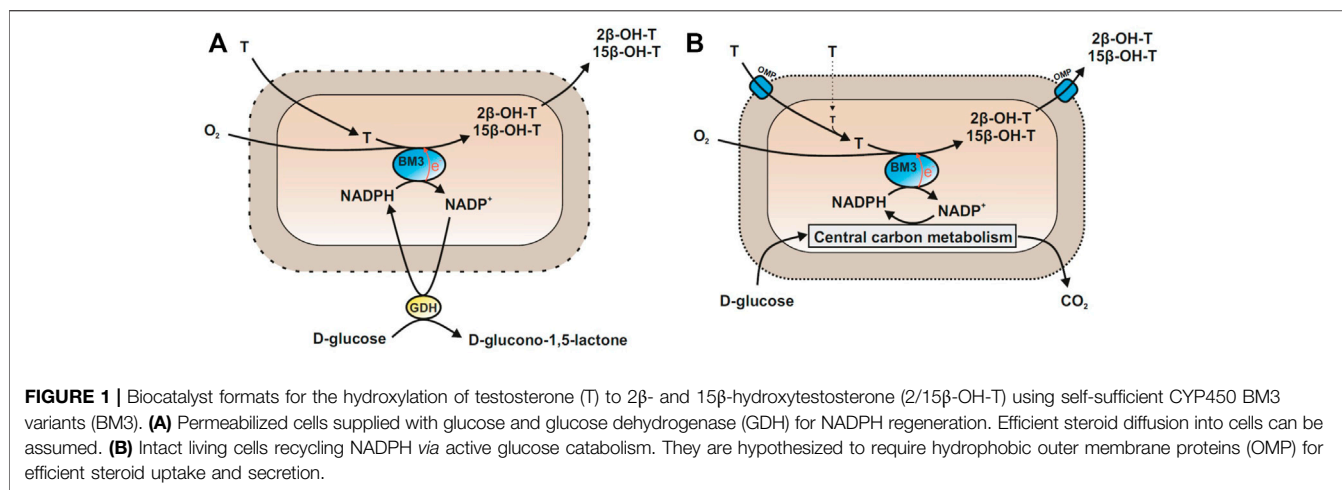 A
T
2β-OH-T
15β-OH-T
2β-OH-T
15β-OH-T
O₂
T
BM3
e
NADPH
NADP⁺
GDH
D-glucose
D-glucono-1,5-lactone
B
T
T
2β-OH-T
15β-OH-T
OMP
OMP
T
2β-OH-T
15β-OH-T
O₂
T
BM3
e
NADPH
NADP⁺
Central carbon metabolism
D-glucose
CO₂
FIGURE 1 | Biocatalyst formats for the hydroxylation of testosterone (T) to 2β- and 15β-hydroxytestosterone (2/15β-OH-T) using self-sufficient CYP450 BM3
variants (BM3). (A) Permeabilized cells supplied with glucose and glucose dehydrogenase (GDH) for NADPH regeneration. Efficient steroid diffusion into cells can be
assumed. (B) Intact living cells recycling NADPH via active glucose catabolism. They are hypothesized to require hydrophobic outer membrane proteins (OMP) for
efficient steroid uptake and secretion.